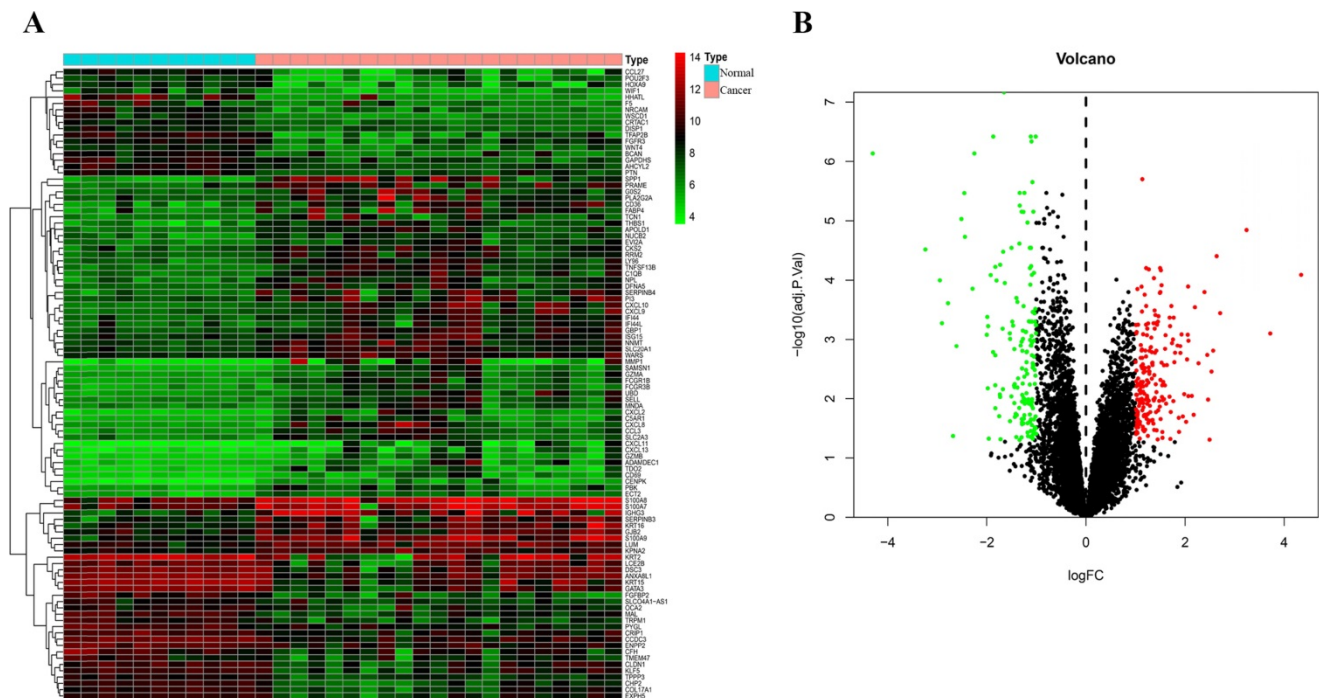 A
Type
CCL27
POU2F3
HOXA9
WIF1
HHATL
F5
NRCAM
WSCD1
CRTAC1
DISP1
TFAP2B
FGFR3
WNT4
BCAN
GAPDHS
AHCYL2
PTN
SPP1
PRAME
G0S2
PLA2G2A
CD36
FABP4
TCN1
THBS1
APOLD1
NUCB2
EVI2A
CKS2
RRM2
LY96
TNFSF13B
C1QB
NPL
DFNA5
SERPINB4
PI3
CXCL10
CXCL9
IFI44
IFI44L
GBP1
ISG15
NNMT
SLC20A1
WARS
MMP1
SAMSN1
GZMA
FCGR1B
FCGR3B
UBD
SELL
MNDA
CXCL2
C5AR1
CXCL8
CCL3
SLC2A3
CXCL11
CXCL13
GZMB
ADAMDEC1
TDO2
CD69
CENPK
PBK
ECT2
S100A8
S100A7
IGHG3
SERPINB3
KRT16
GJB2
S100A9
LUM
KPNA2
KRT2
LCE2B
DSC3
ANXA8L1
KRT15
GATA3
FGFBP2
SLCO4A1-AS1
OCA2
MAL
TRPM1
PYGL
CRIP1
CCDC3
ENPP2
CFH
TMEM47
CLDN1
KLF5
TPPP3
CHP2
COL17A1
EXPH5
14
12
10
8
6
4
Type
Normal
Cancer
B
Volcano
-log10(adj.P.Val)
7
6
5
4
3
2
1
0
-4
-2
0
2
4
logFC